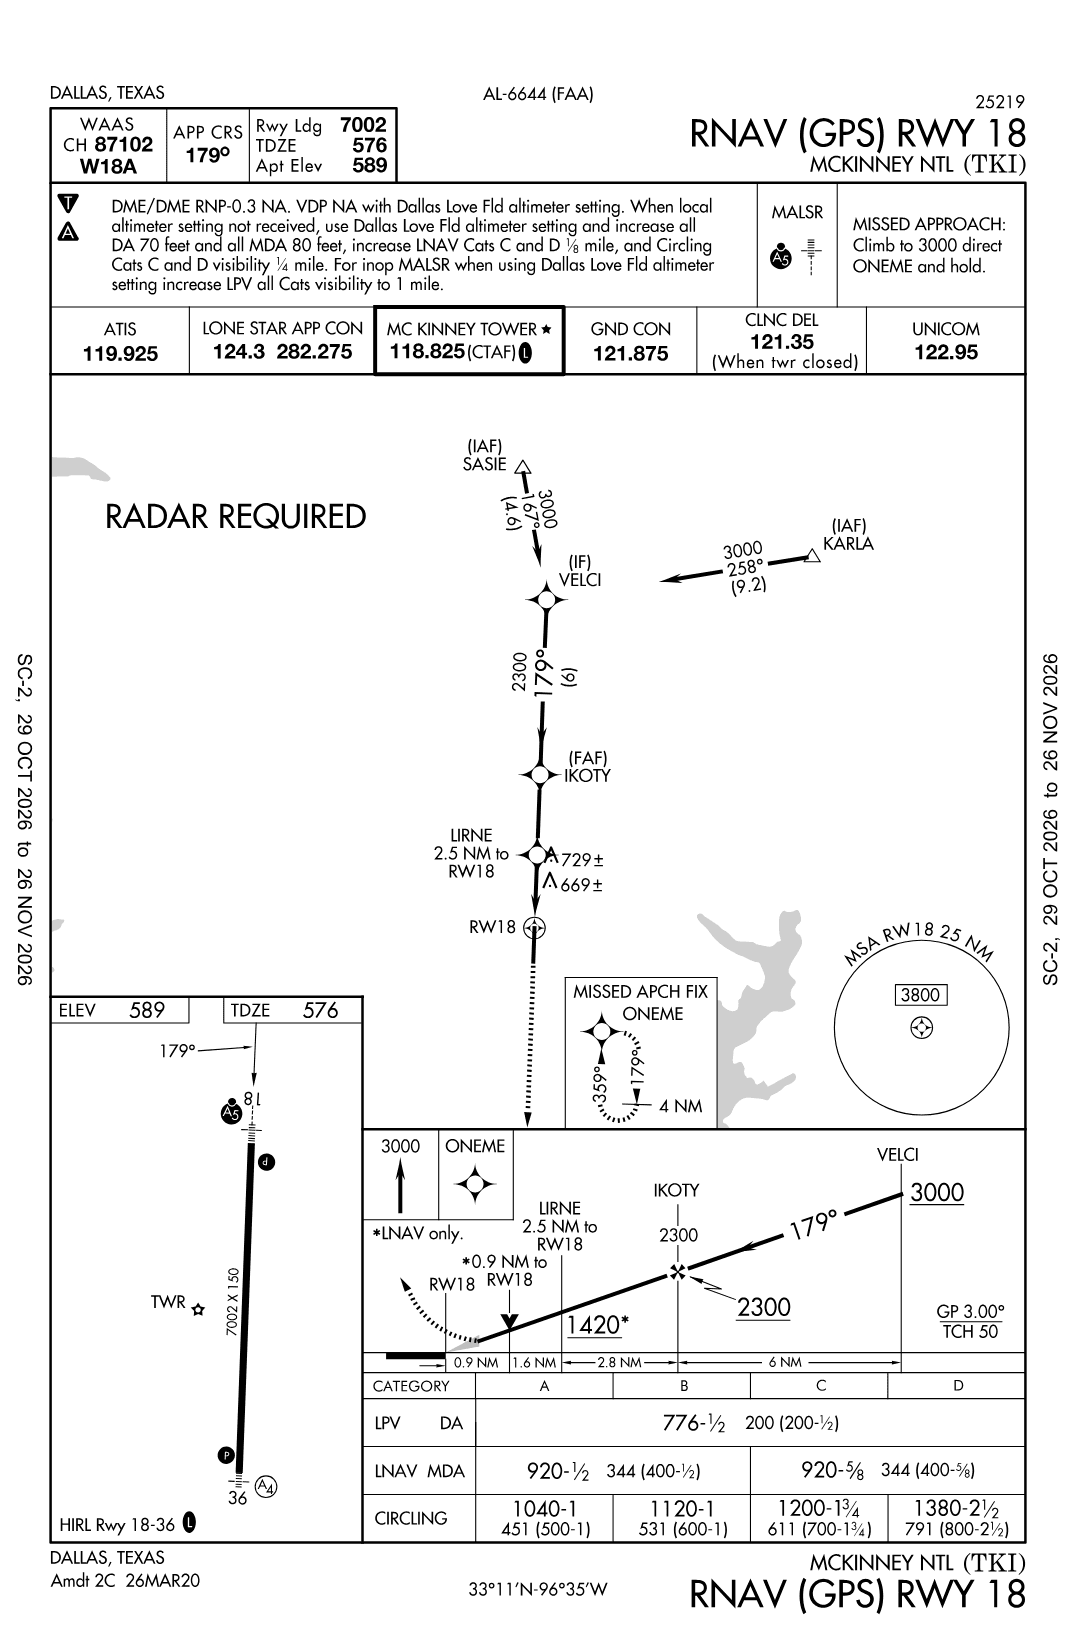 DALLAS, TEXAS
AL-6644 (FAA)
25219
WAAS
CH 87102
W18A
APP CRS
179°
Rwy Ldg 7002
TDZE 576
Apt Elev 589
RNAV (GPS) RWY 18
MCKINNEY NTL (TKI)
T
A
DME/DME RNP-0.3 NA. VDP NA with Dallas Love Fld altimeter setting. When local
altimeter setting not received, use Dallas Love Fld altimeter setting and increase all
DA 70 feet and all MDA 80 feet, increase LNAV Cats C and D ⅛ mile, and Circling
Cats C and D visibility ¼ mile. For inop MALSR when using Dallas Love Fld altimeter
setting increase LPV all Cats visibility to 1 mile.
MALSR
A5
MISSED APPROACH:
Climb to 3000 direct
ONEME and hold.
ATIS
119.925
LONE STAR APP CON
124.3 282.275
MC KINNEY TOWER ★
118.825 (CTAF) L
GND CON
121.875
CLNC DEL
121.35
(When twr closed)
UNICOM
122.95
RADAR REQUIRED
(IAF)
SASIE
3000
167°
(4.6)
(IAF)
KARLA
3000
258°
(9.2)
(IF)
VELCI
2300
179°
(6)
(FAF)
IKOTY
LIRNE
2.5 NM to
RW18
729±
669±
RW18
MSA RW18 25 NM
3800
MISSED APCH FIX
ONEME
359°
179°
4 NM
SC-2, 29 OCT 2026 to 26 NOV 2026
SC-2, 29 OCT 2026 to 26 NOV 2026
ELEV 589
TDZE 576
179°
18
A5
P
7002 X 150
TWR
P
36
A4
HIRL Rwy 18-36 L
3000
ONEME
*LNAV only.
VELCI
3000
179°
IKOTY
2300
2300
LIRNE
2.5 NM to
RW18
1420*
*0.9 NM to
RW18
RW18
GP 3.00°
TCH 50
0.9 NM
1.6 NM
2.8 NM
6 NM
CATEGORY A B C D
LPV DA 776-½ 200 (200-½)
LNAV MDA 920-½ 344 (400-½) 920-⅝ 344 (400-⅝)
CIRCLING
1040-1
451 (500-1)
1120-1
531 (600-1)
1200-1¾
611 (700-1¾)
1380-2½
791 (800-2½)
DALLAS, TEXAS
Amdt 2C 26MAR20
33°11'N-96°35'W
MCKINNEY NTL (TKI)
RNAV (GPS) RWY 18